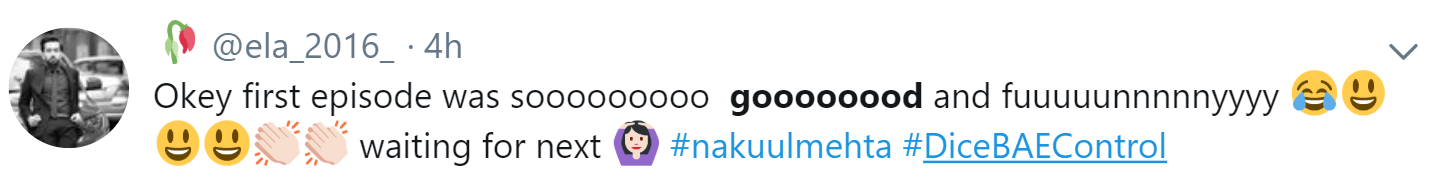 🥀 @ela_2016_ · 4h
Okey first episode was sooooooooo goooooood and fuuuuunnnnnyyyy 😂😃
😃😃👏🏻👏🏻 waiting for next 🙆🏻‍♀️ #nakuulmehta #DiceBAEControl